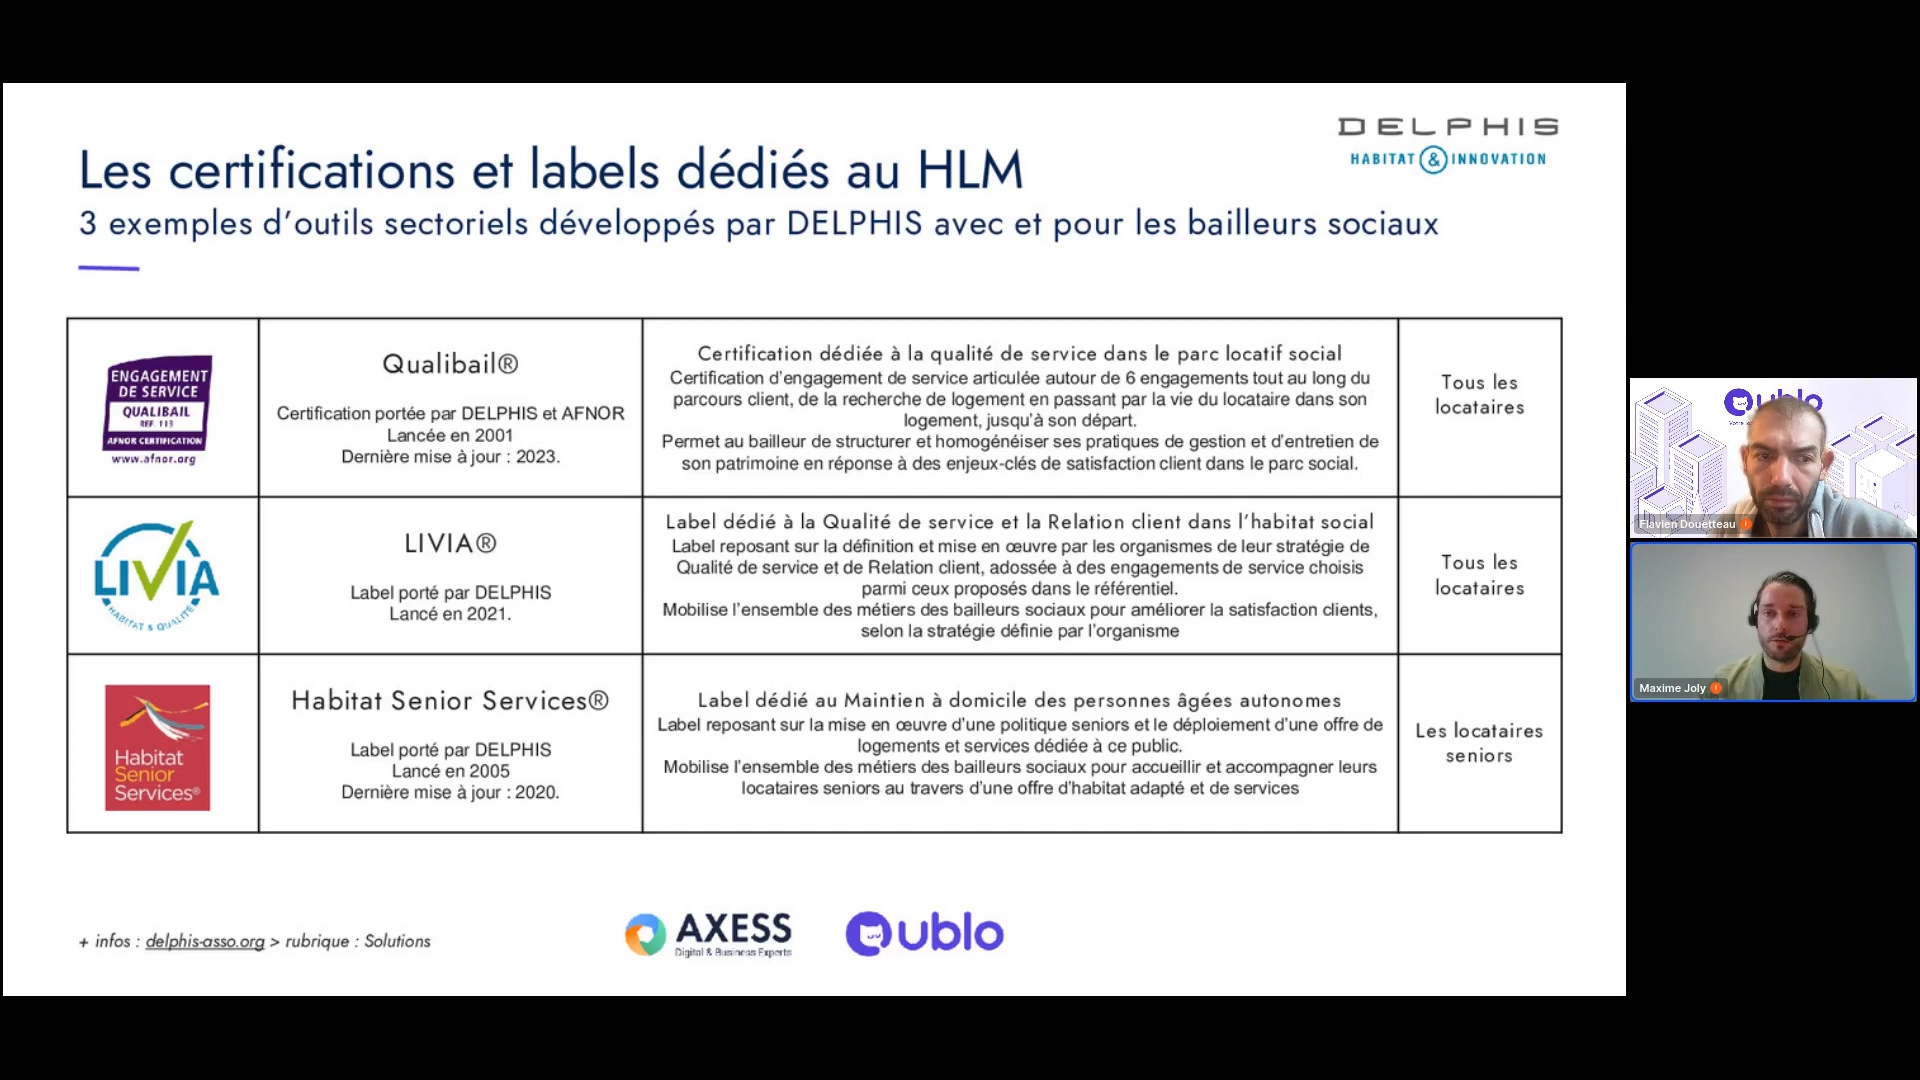 DELPHIS
HABITAT & INNOVATION
Les certifications et labels dédiés au HLM
3 exemples d'outils sectoriels développés par DELPHIS avec et pour les bailleurs sociaux
ENGAGEMENT
DE SERVICE
QUALIBAIL
REF. 113
AFNOR CERTIFICATION
www.afnor.org
Qualibail®
Certification portée par DELPHIS et AFNOR
Lancée en 2001
Dernière mise à jour : 2023.
Certification dédiée à la qualité de service dans le parc locatif social
Certification d'engagement de service articulée autour de 6 engagements tout au long du
parcours client, de la recherche de logement en passant par la vie du locataire dans son
logement, jusqu'à son départ.
Permet au bailleur de structurer et homogénéiser ses pratiques de gestion et d'entretien de
son patrimoine en réponse à des enjeux-clés de satisfaction client dans le parc social.
Tous les
locataires
LIVIA
HABITAT & QUALITÉ
LIVIA®
Label porté par DELPHIS
Lancé en 2021.
Label dédié à la Qualité de service et la Relation client dans l'habitat social
Label reposant sur la définition et mise en œuvre par les organismes de leur stratégie de
Qualité de service et de Relation client, adossée à des engagements de service choisis
parmi ceux proposés dans le référentiel.
Mobilise l'ensemble des métiers des bailleurs sociaux pour améliorer la satisfaction clients,
selon la stratégie définie par l'organisme
Tous les
locataires
Habitat
Senior
Services®
Habitat Senior Services®
Label porté par DELPHIS
Lancé en 2005
Dernière mise à jour : 2020.
Label dédié au Maintien à domicile des personnes âgées autonomes
Label reposant sur la mise en œuvre d'une politique seniors et le déploiement d'une offre de
logements et services dédiée à ce public.
Mobilise l'ensemble des métiers des bailleurs sociaux pour accueillir et accompagner leurs
locataires seniors au travers d'une offre d'habitat adapté et de services
Les locataires
seniors
+ infos : delphis-asso.org > rubrique : Solutions
AXESS
Digital & Business Experts
ublo
ublo
Flavien Douetteau
Maxime Joly